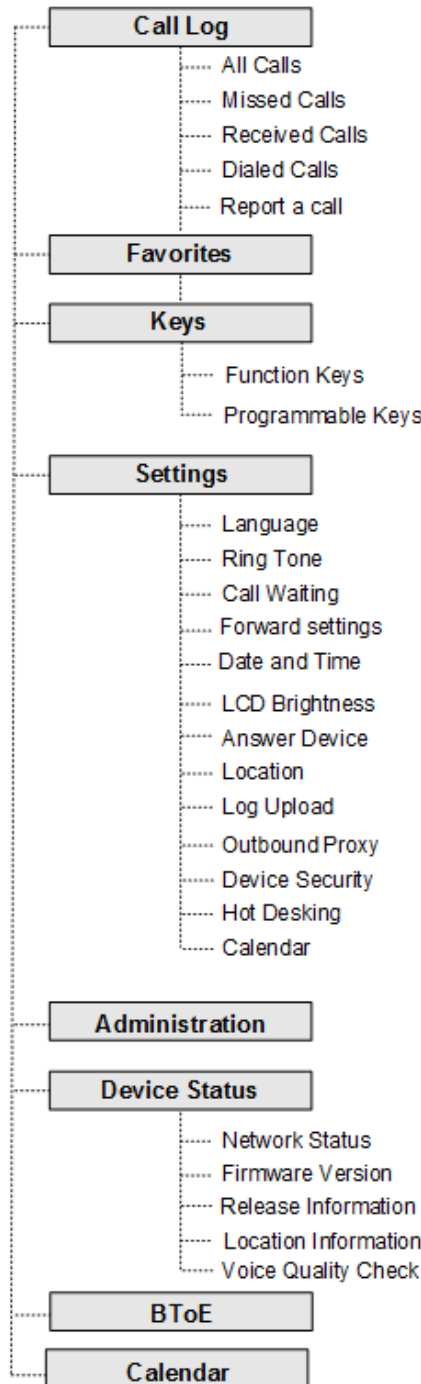 Call Log
All Calls
Missed Calls
Received Calls
Dialed Calls
Report a call
Favorites
Keys
Function Keys
Programmable Keys
Settings
Language
Ring Tone
Call Waiting
Forward settings
Date and Time
LCD Brightness
Answer Device
Location
Log Upload
Outbound Proxy
Device Security
Hot Desking
Calendar
Administration
Device Status
Network Status
Firmware Version
Release Information
Location Information
Voice Quality Check
BToE
Calendar